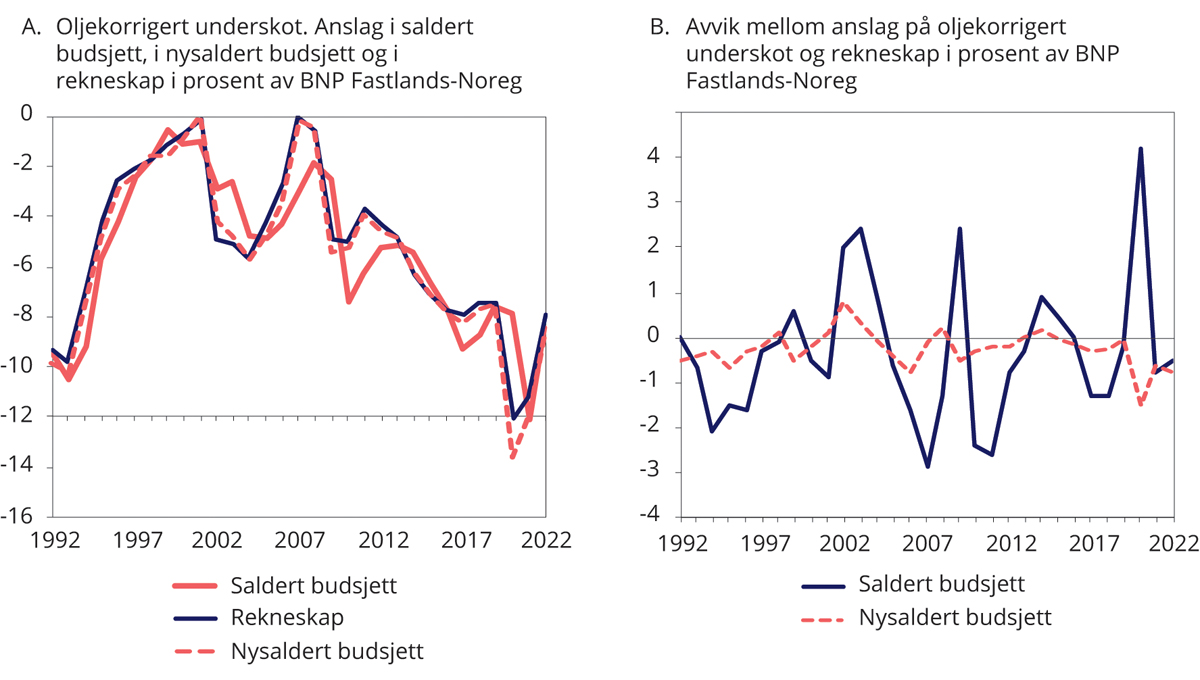 A. Oljekorrigert underskot. Anslag i saldert
budsjett, i nysaldert budsjett og i
rekneskap i prosent av BNP Fastlands-Noreg
0
-2
-4
-6
-8
-10
-12
-14
-16
1992 1997 2002 2007 2012 2017 2022
Saldert budsjett
Rekneskap
Nysaldert budsjett
B. Avvik mellom anslag på oljekorrigert
underskot og rekneskap i prosent av BNP
Fastlands-Noreg
4
3
2
1
0
-1
-2
-3
-4
1992 1997 2002 2007 2012 2017 2022
Saldert budsjett
Nysaldert budsjett